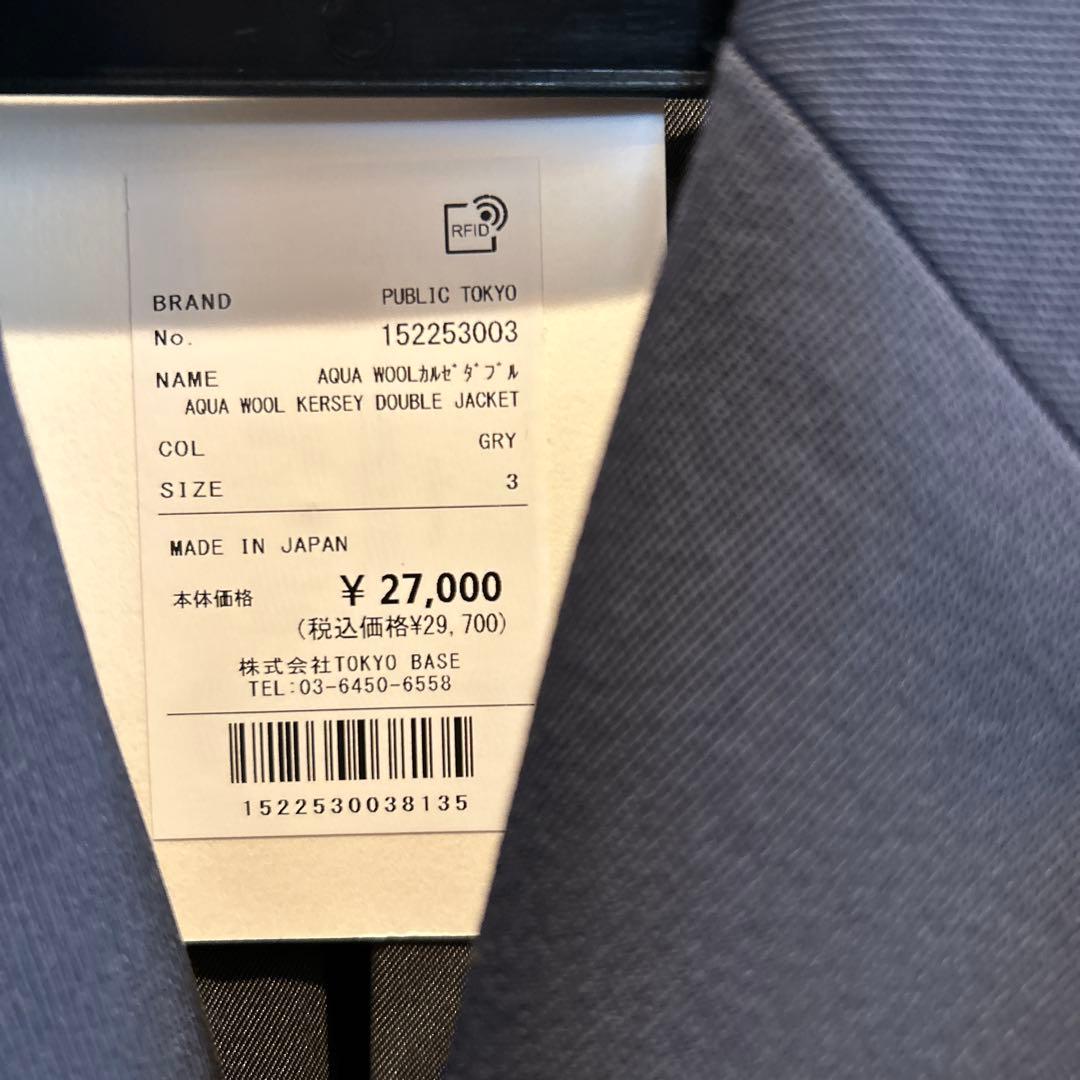 RFID
BRAND PUBLIC TOKYO
No. 152253003
NAME AQUA WOOLカルゼダブル
AQUA WOOL KERSEY DOUBLE JACKET
COL GRY
SIZE 3
MADE IN JAPAN
本体価格 ¥ 27,000
(税込価格¥29,700)
株式会社TOKYO BASE
TEL:03-6450-6558
1522530038135